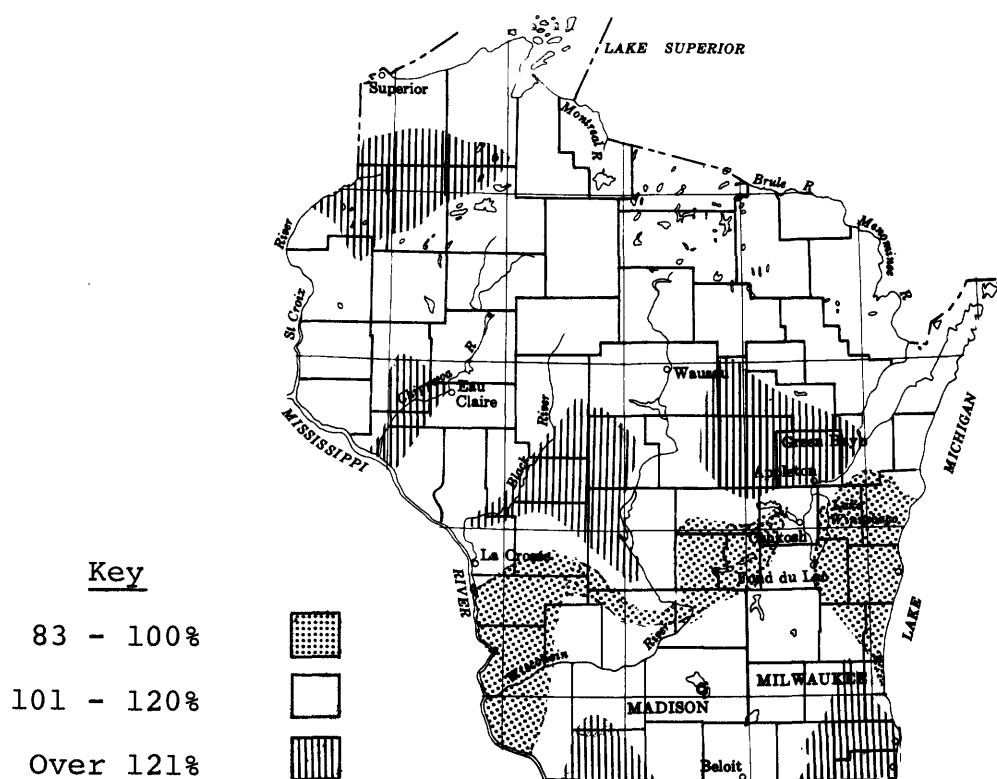 LAKE SUPERIOR
Superior
Montreal R
Brule R
Menominee R
River
St Croix
Chippewa R
Eau
Claire
Wausau
MISSISSIPPI
RIVER
Black River
Green Bay
Appleton
MICHIGAN
LAKE
Lake
Winnebago
Oshkosh
La Crosse
Fond du Lac
Wisconsin River
MILWAUKEE
MADISON
Beloit
Key
83 - 100%
101 - 120%
Over 121%